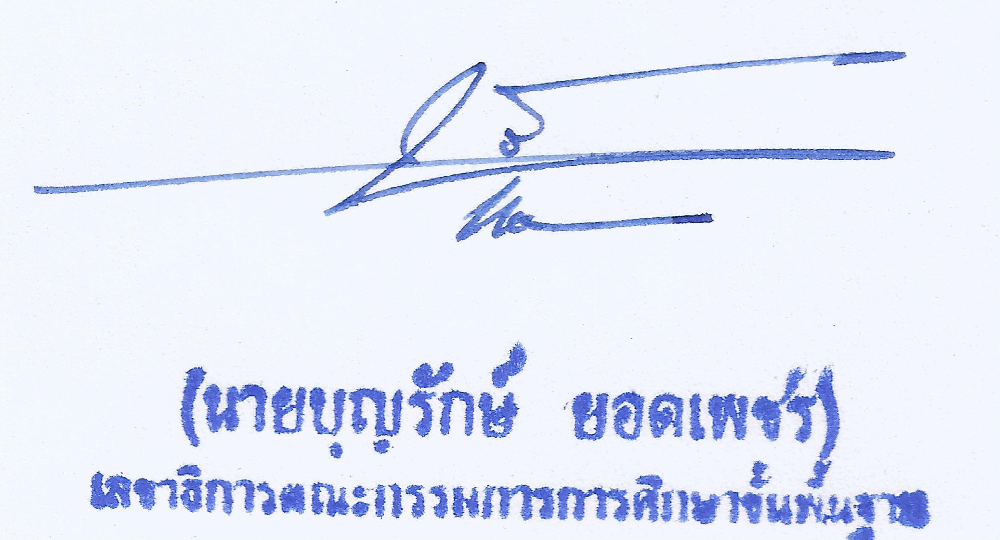 (นายบุญรักษ์ ยอดเพชร)
เลขาธิการคณะกรรมการการศึกษาขั้นพื้นฐาน